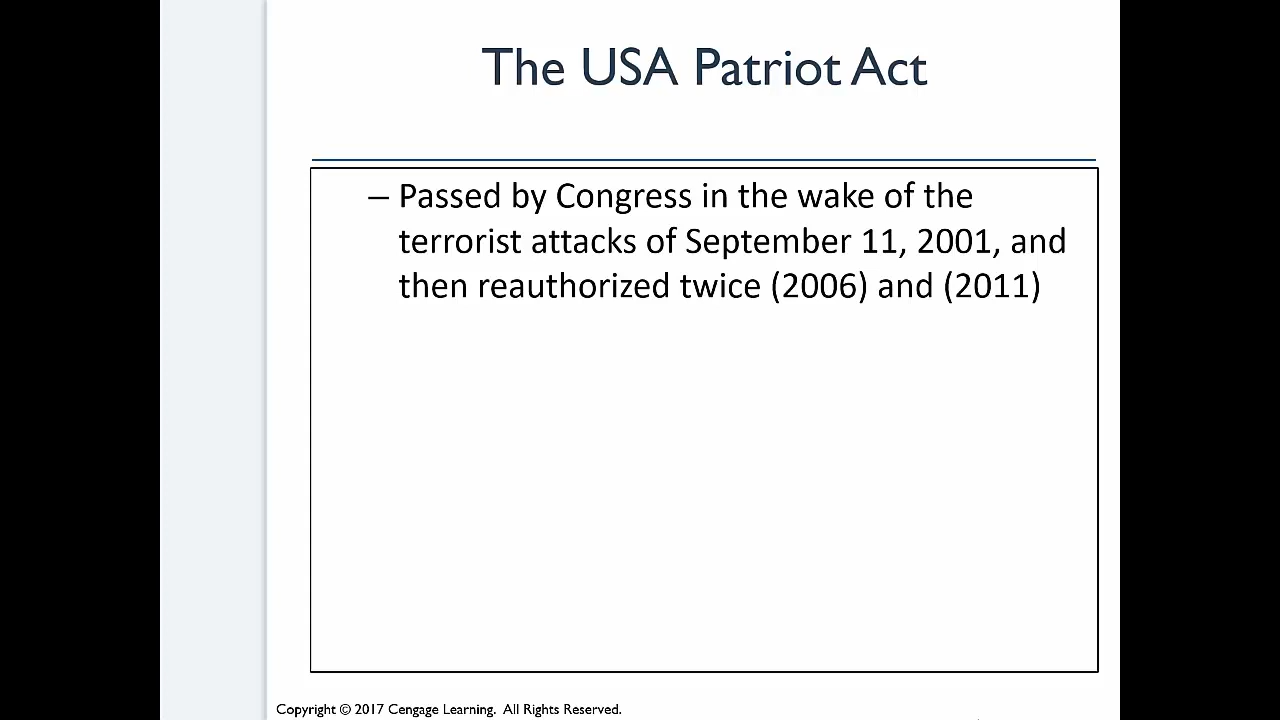 The USA Patriot Act
– Passed by Congress in the wake of the
terrorist attacks of September 11, 2001, and
then reauthorized twice (2006) and (2011)
Copyright © 2017 Cengage Learning. All Rights Reserved.